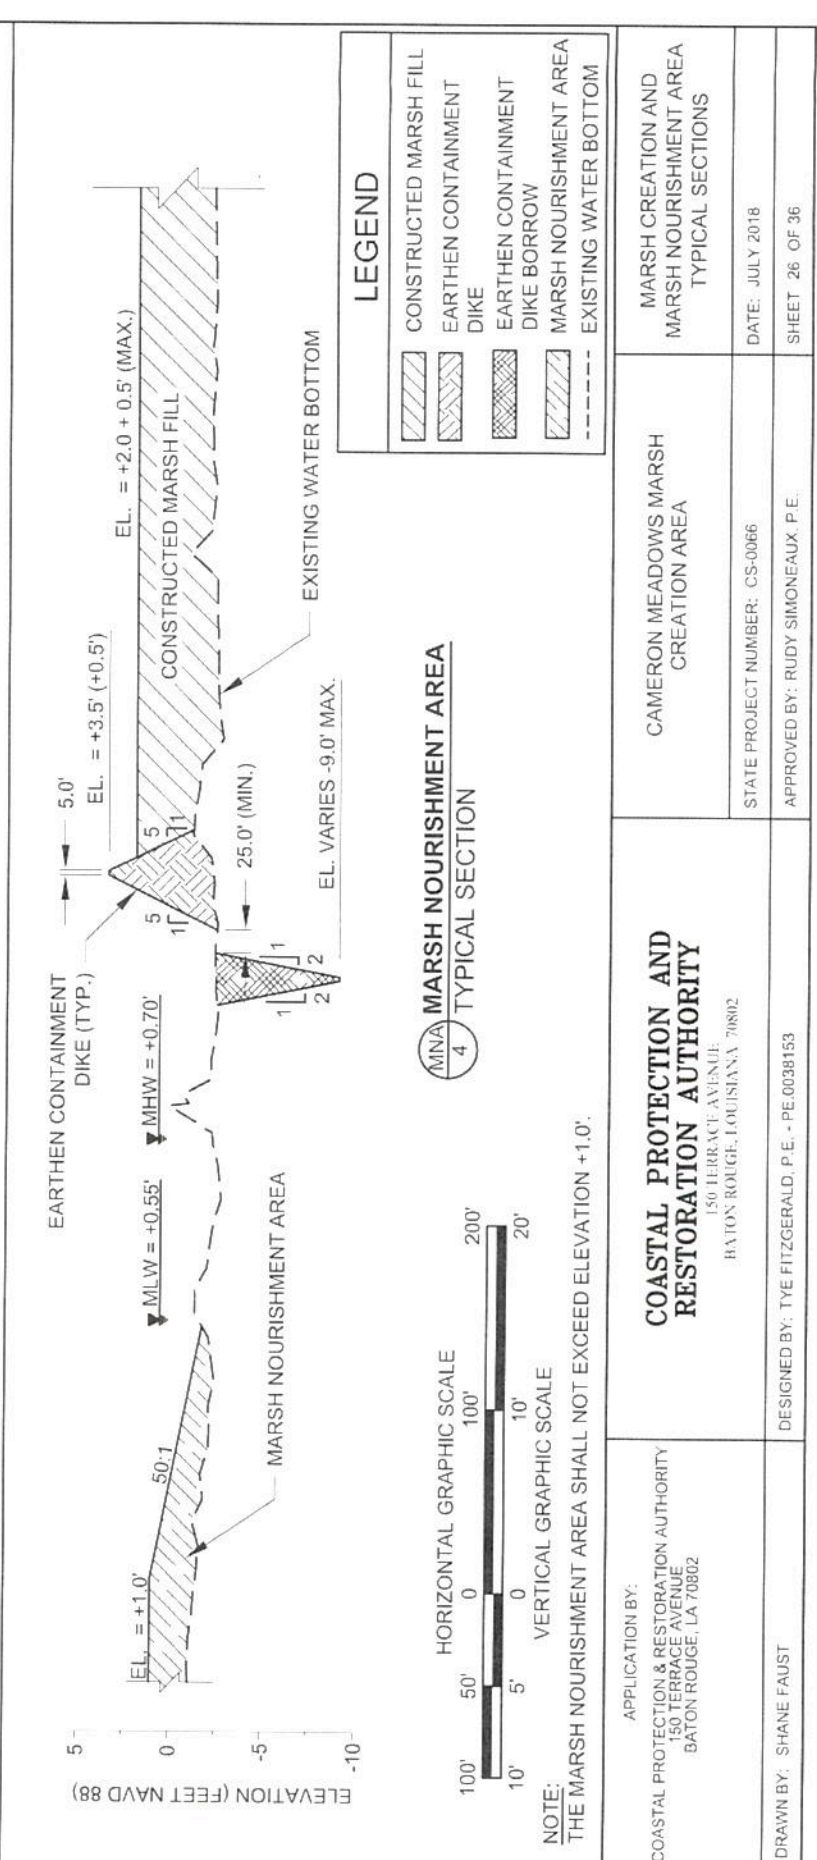 ELEVATION (FEET NAVD 88)
5
0
-5
-10
EL. = +1.0'
50:1
MARSH NOURISHMENT AREA
MLW = +0.55'
MHW = +0.70'
EARTHEN CONTAINMENT
DIKE (TYP.)
5.0'
EL. = +3.5' (+0.5')
EL. = +2.0 + 0.5' (MAX.)
CONSTRUCTED MARSH FILL
5
1
5
1
25.0' (MIN.)
1
2
1
2
EL. VARIES -9.0' MAX.
EXISTING WATER BOTTOM
MNA
4
MARSH NOURISHMENT AREA
TYPICAL SECTION
HORIZONTAL GRAPHIC SCALE
100'
50'
0
100'
200'
10'
5'
0
10'
20'
VERTICAL GRAPHIC SCALE
NOTE:
THE MARSH NOURISHMENT AREA SHALL NOT EXCEED ELEVATION +1.0'.
LEGEND
CONSTRUCTED MARSH FILL
EARTHEN CONTAINMENT
DIKE
EARTHEN CONTAINMENT
DIKE BORROW
MARSH NOURISHMENT AREA
EXISTING WATER BOTTOM
APPLICATION BY:
COASTAL PROTECTION & RESTORATION AUTHORITY
150 TERRACE AVENUE
BATON ROUGE, LA 70802
DRAWN BY: SHANE FAUST
COASTAL PROTECTION AND
RESTORATION AUTHORITY
150 TERRACE AVENUE
BATON ROUGE, LOUISIANA 70802
DESIGNED BY: TYE FITZGERALD, P.E. - PE.0038153
CAMERON MEADOWS MARSH
CREATION AREA
STATE PROJECT NUMBER: CS-0066
APPROVED BY: RUDY SIMONEAUX, P.E.
MARSH CREATION AND
MARSH NOURISHMENT AREA
TYPICAL SECTIONS
DATE: JULY 2018
SHEET 26 OF 36